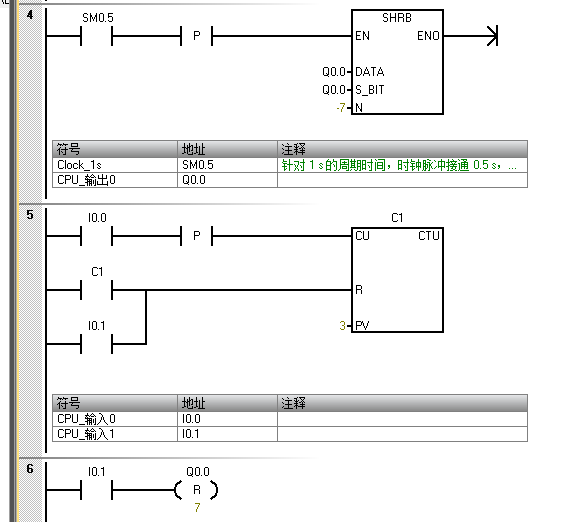 4
SM0.5
P
SHRB
EN ENO
Q0.0 DATA
Q0.0 S_BIT
-7 N
符号 地址 注释
Clock_1s SM0.5 针对 1 s 的周期时间，时钟脉冲接通 0.5 s，...
CPU_输出0 Q0.0
5
I0.0
P
C1
CU CTU
C1
R
I0.1
3 PV
符号 地址 注释
CPU_输入0 I0.0
CPU_输入1 I0.1
6
I0.1 Q0.0
R
7